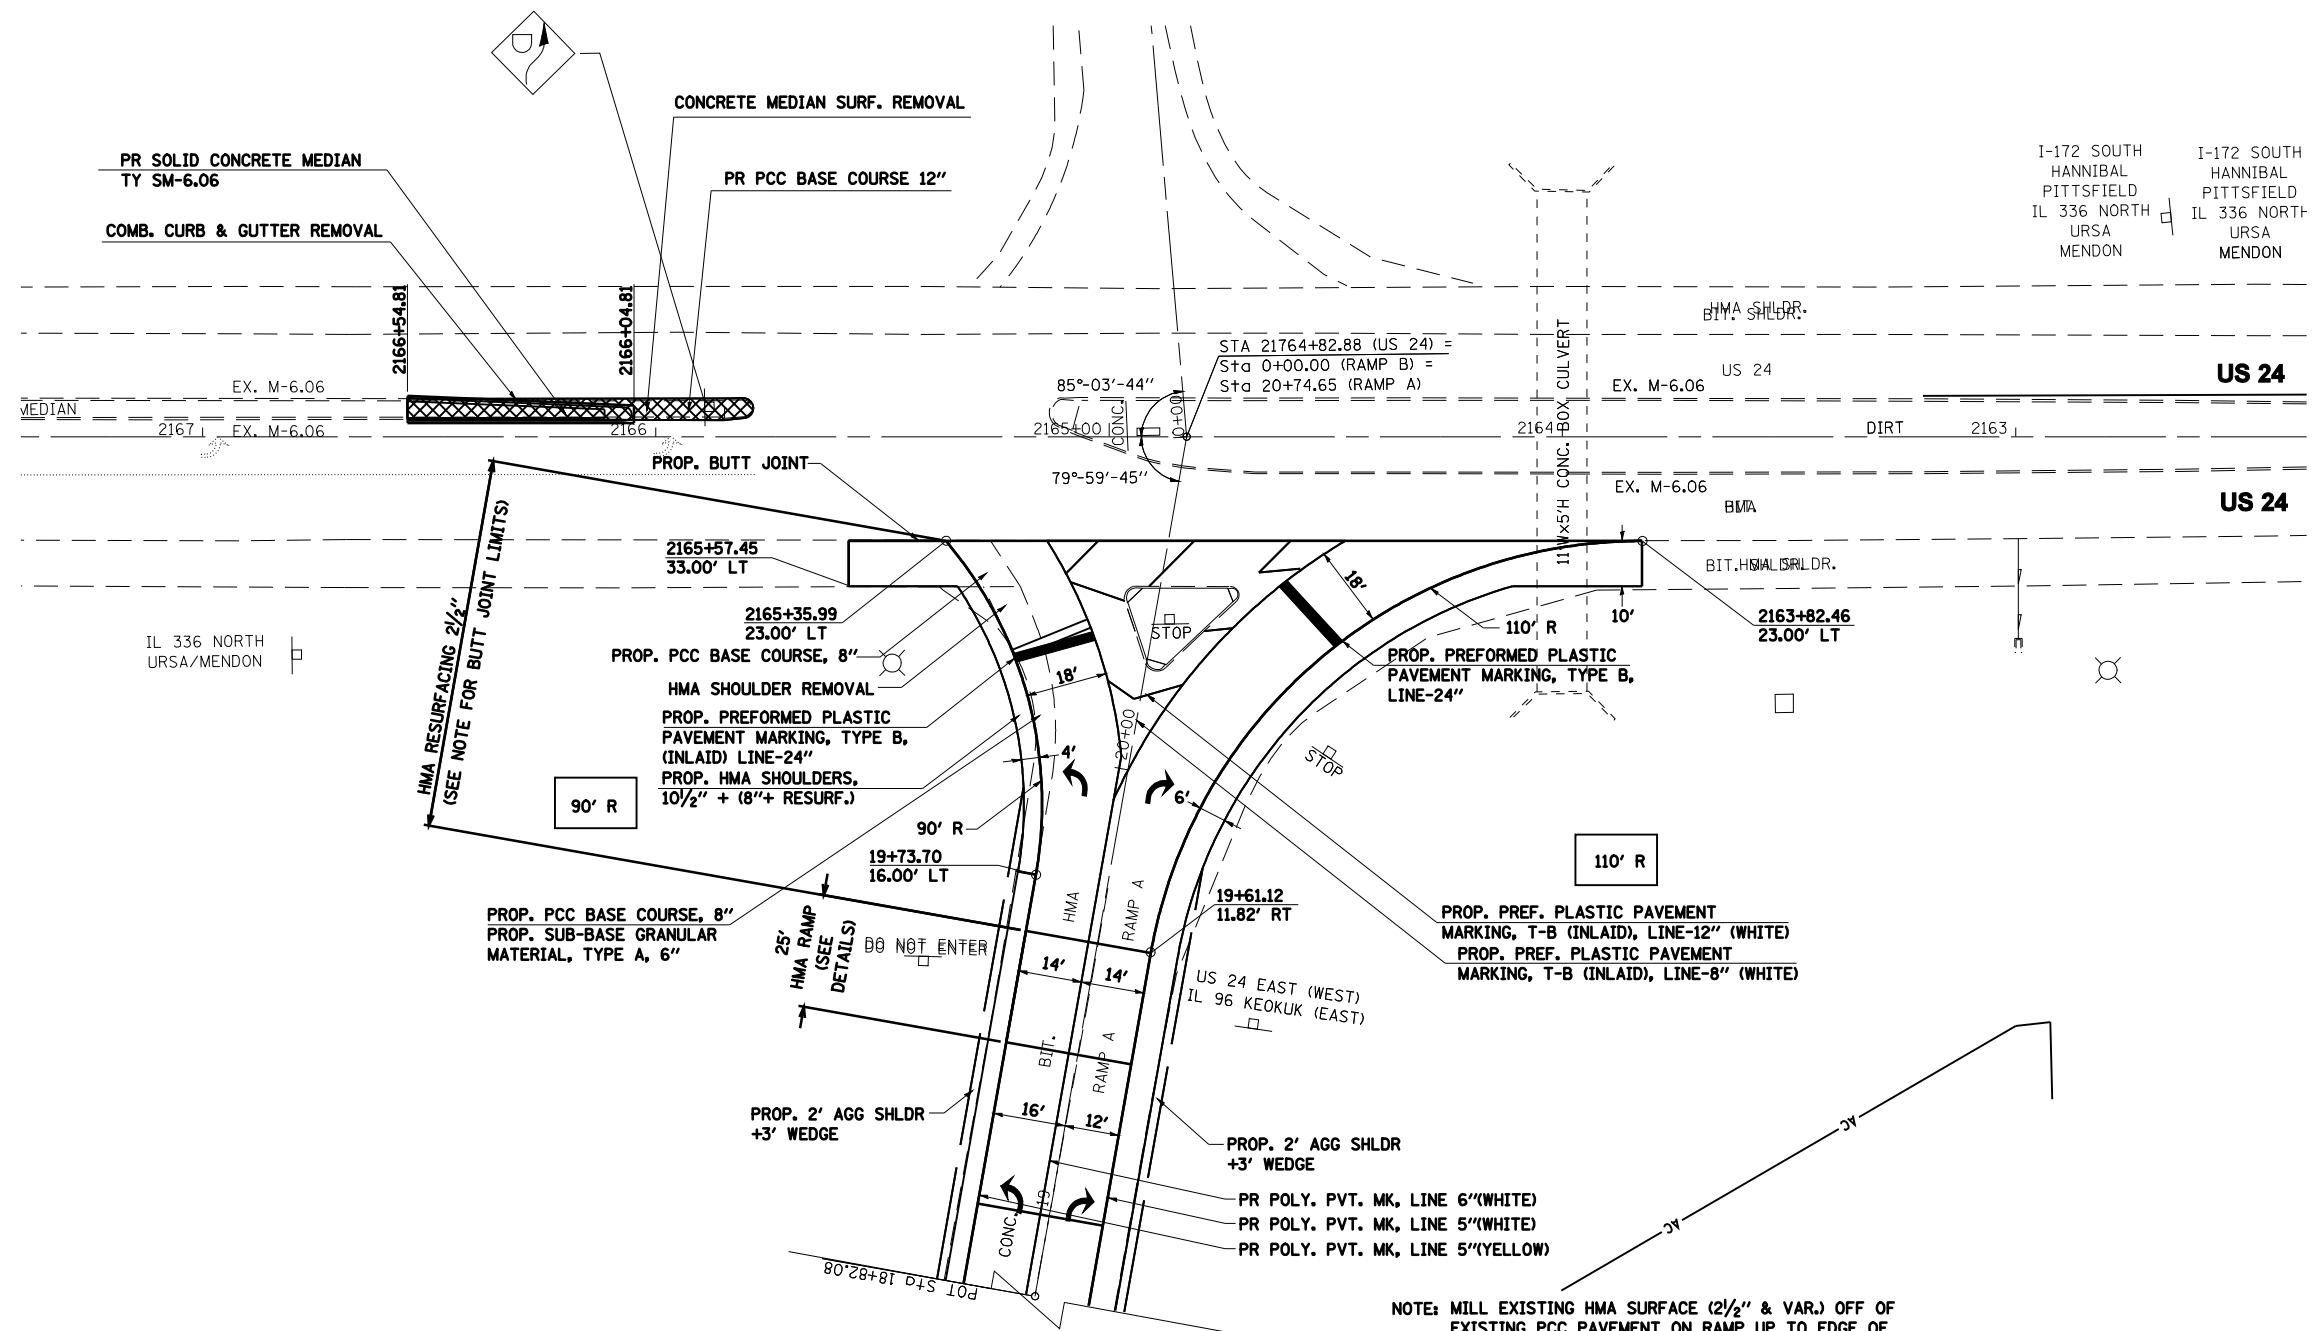 CONCRETE MEDIAN SURF. REMOVAL
PR SOLID CONCRETE MEDIAN
TY SM-6.06
PR PCC BASE COURSE 12"
COMB. CURB & GUTTER REMOVAL
I-172 SOUTH
HANNIBAL
PITTSFIELD
IL 336 NORTH
URSA
MENDON
I-172 SOUTH
HANNIBAL
PITTSFIELD
IL 336 NORTH
URSA
MENDON
2166+54.81
2166+04.81
HMA SHLDR.
BIT. SHLDR.
STA 21764+82.88 (US 24) =
Sta 0+00.00 (RAMP B) =
Sta 20+74.65 (RAMP A)
11'W×5'H CONC. BOX CULVERT
US 24
US 24
EX. M-6.06
85°-03'-44"
EX. M-6.06
MEDIAN
CONC.
0+00
2167
EX. M-6.06
2166
2165+00
2164
DIRT
2163
PROP. BUTT JOINT
79°-59'-45"
EX. M-6.06
US 24
HMA RESURFACING 2½"
(SEE NOTE FOR BUTT JOINT LIMITS)
2165+57.45
33.00' LT
18'
BIT. SHLDR.
HMA SHLDR.
2165+35.99
23.00' LT
10'
2163+82.46
23.00' LT
IL 336 NORTH
URSA/MENDON
STOP
110' R
PROP. PCC BASE COURSE, 8"
PROP. PREFORMED PLASTIC
PAVEMENT MARKING, TYPE B,
LINE-24"
HMA SHOULDER REMOVAL
18'
PROP. PREFORMED PLASTIC
PAVEMENT MARKING, TYPE B,
(INLAID) LINE-24"
20+00
4'
STOP
PROP. HMA SHOULDERS,
10½" + (8"+ RESURF.)
6'
90' R
90' R
19+73.70
16.00' LT
110' R
19+61.12
11.82' RT
HMA
RAMP A
PROP. PCC BASE COURSE, 8"
PROP. SUB-BASE GRANULAR
MATERIAL, TYPE A, 6"
25'
HMA RAMP
(SEE
DETAILS)
DO NOT ENTER
PROP. PREF. PLASTIC PAVEMENT
MARKING, T-B (INLAID), LINE-12" (WHITE)
PROP. PREF. PLASTIC PAVEMENT
MARKING, T-B (INLAID), LINE-8" (WHITE)
14'
14'
US 24 EAST (WEST)
IL 96 KEOKUK (EAST)
BIT.
RAMP A
PROP. 2' AGG SHLDR
+3' WEDGE
16'
12'
PROP. 2' AGG SHLDR
+3' WEDGE
AC
AC
19
CONC.
PR POLY. PVT. MK, LINE 6"(WHITE)
PR POLY. PVT. MK, LINE 5"(WHITE)
PR POLY. PVT. MK, LINE 5"(YELLOW)
POT Sta 18+82.08
NOTE: MILL EXISTING HMA SURFACE (2½" & VAR.) OFF OF
EXISTING PCC PAVEMENT ON RAMP UP TO EDGE OF